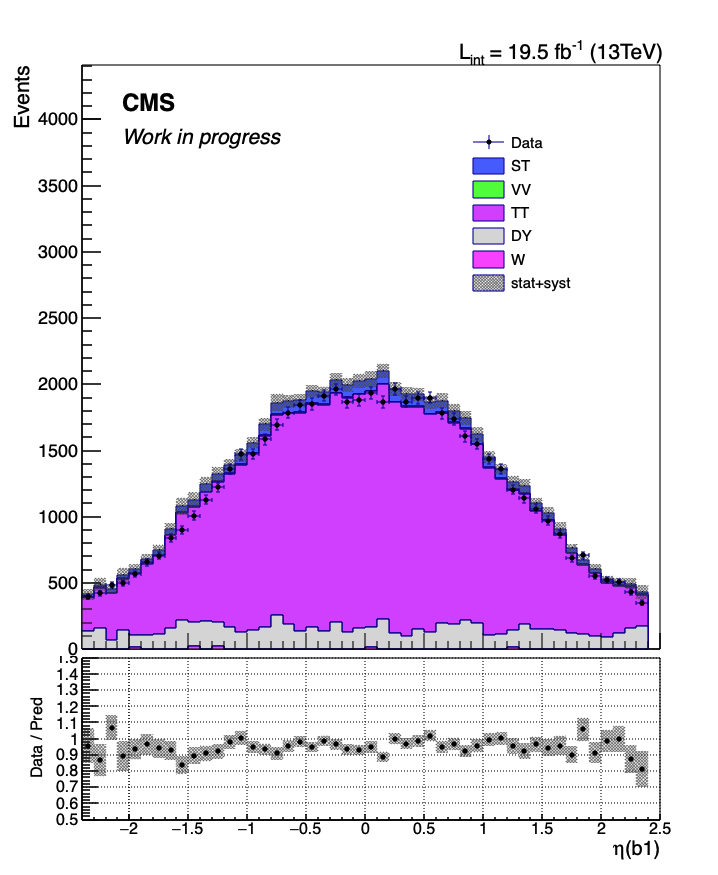 L_int = 19.5 fb^-1 (13TeV)
Events
CMS
Work in progress
4000
3500
3000
2500
2000
1500
1000
500
0
Data
ST
VV
TT
DY
W
stat+syst
Data / Pred
1.5
1.4
1.3
1.2
1.1
1
0.9
0.8
0.7
0.6
0.5
−2 −1.5 −1 −0.5 0 0.5 1 1.5 2 2.5
η(b1)